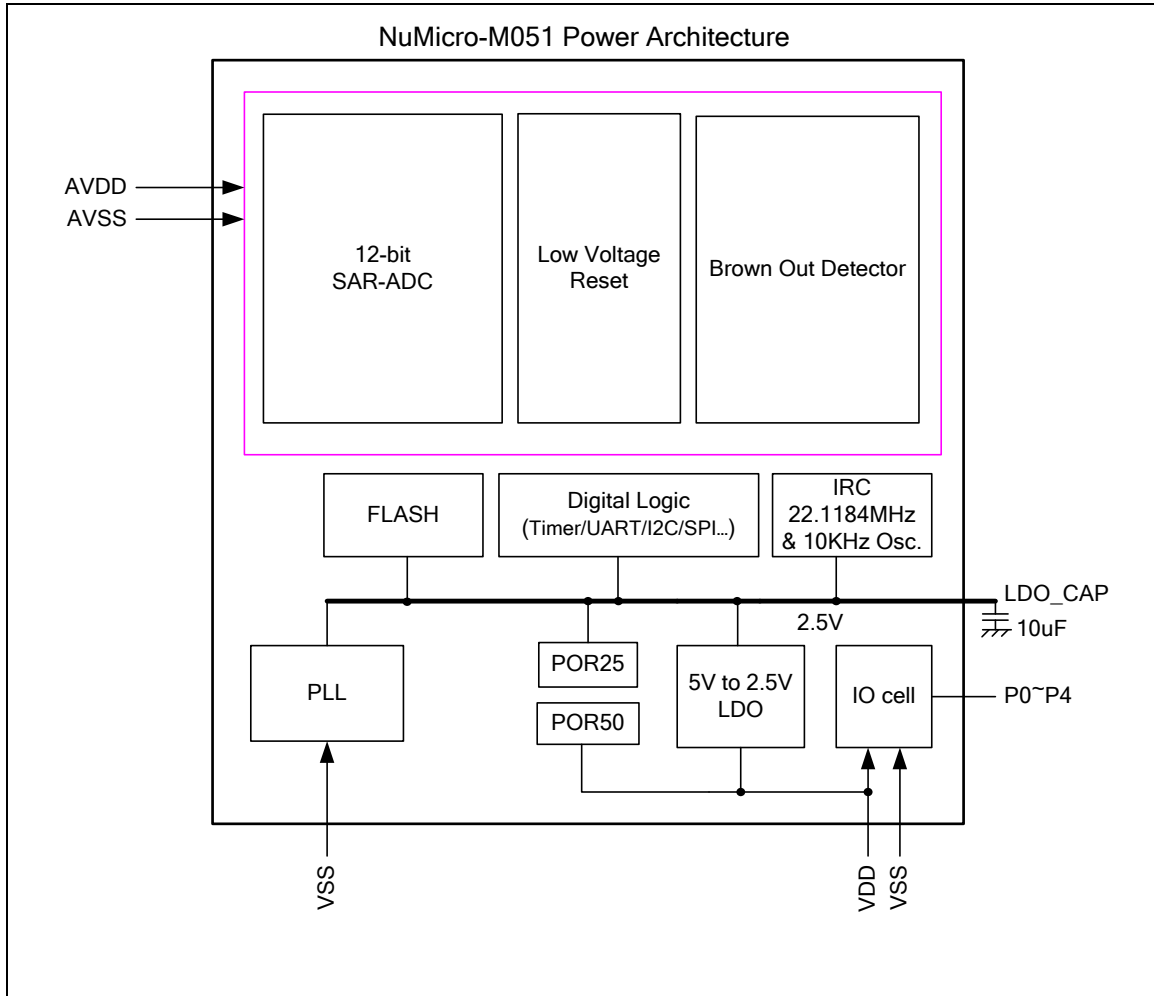 NuMicro-M051 Power Architecture
AVDD
AVSS
12-bit
SAR-ADC
Low Voltage
Reset
Brown Out Detector
FLASH
Digital Logic
(Timer/UART/I2C/SPI...)
IRC
22.1184MHz
& 10KHz Osc.
LDO_CAP
10uF
2.5V
PLL
POR25
POR50
5V to 2.5V
LDO
IO cell
P0~P4
VSS
VDD
VSS